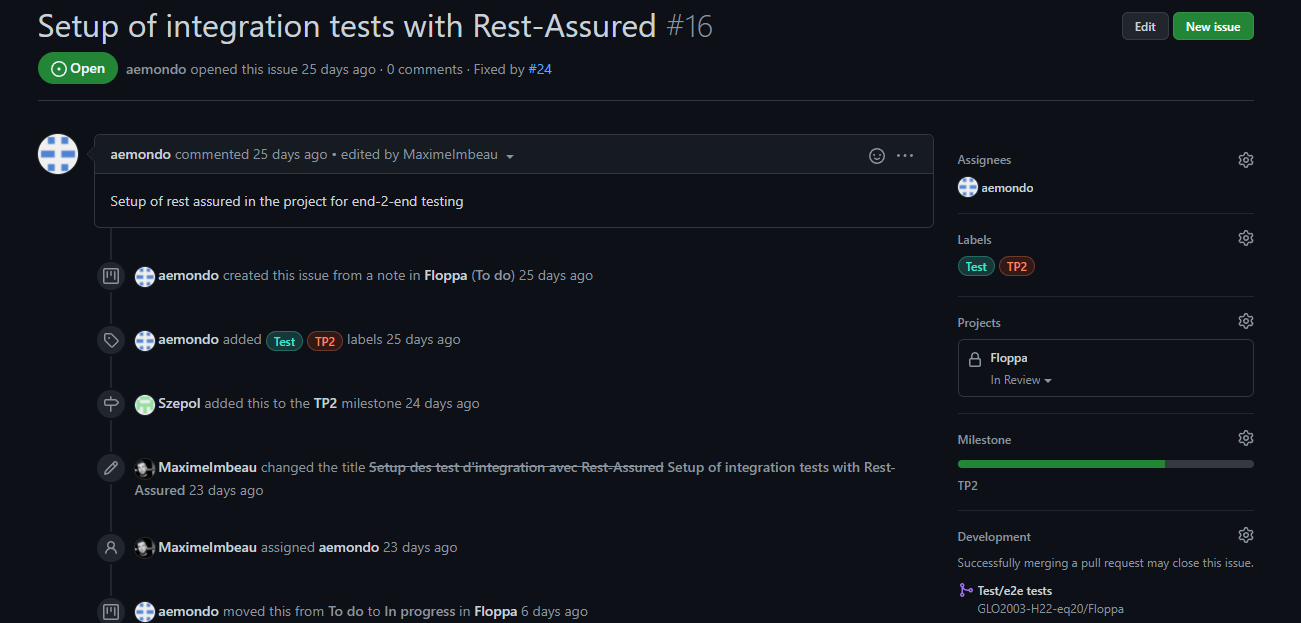 Setup of integration tests with Rest-Assured #16
Edit
New issue
Open
aemondo opened this issue 25 days ago · 0 comments · Fixed by #24
aemondo commented 25 days ago • edited by MaximeImbeau
Setup of rest assured in the project for end-2-end testing
aemondo created this issue from a note in Floppa (To do) 25 days ago
aemondo added Test TP2 labels 25 days ago
Szepol added this to the TP2 milestone 24 days ago
MaximeImbeau changed the title Setup des test d'integration avec Rest-Assured Setup of integration tests with Rest-
Assured 23 days ago
MaximeImbeau assigned aemondo 23 days ago
aemondo moved this from To do to In progress in Floppa 6 days ago
Assignees
aemondo
Labels
Test TP2
Projects
Floppa
In Review
Milestone
TP2
Development
Successfully merging a pull request may close this issue.
Test/e2e tests
GLO2003-H22-eq20/Floppa